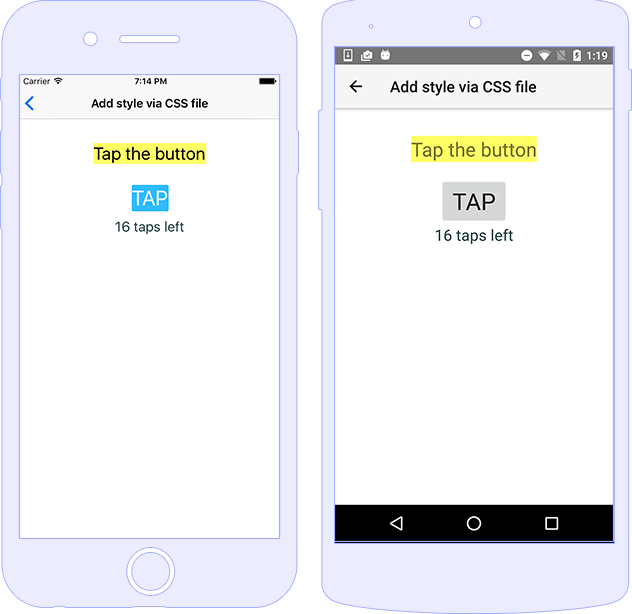 Carrier 7:14 PM
Add style via CSS file
Tap the button
TAP
16 taps left
1:19
Add style via CSS file
Tap the button
TAP
16 taps left